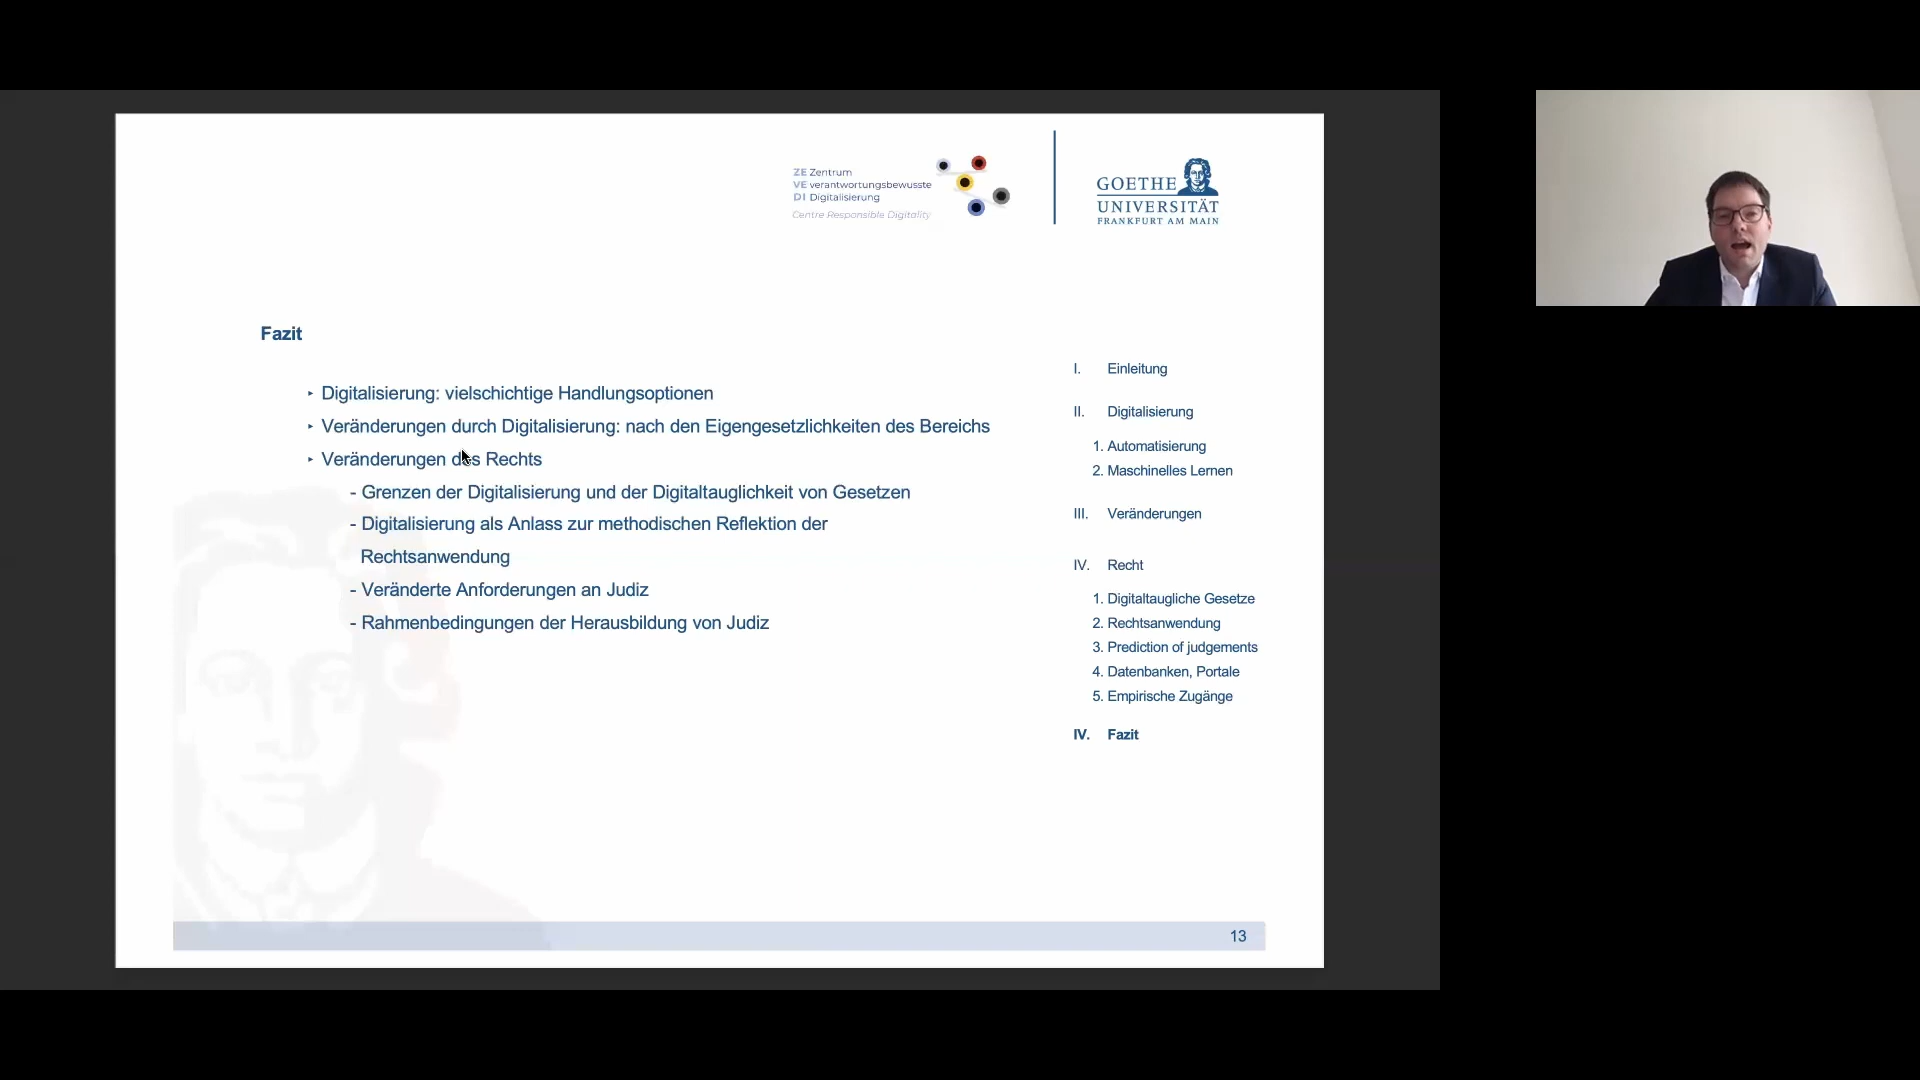 ZE Zentrum
VE verantwortungsbewusste
DI Digitalisierung
Centre Responsible Digitality
GOETHE
UNIVERSITÄT
FRANKFURT AM MAIN
Fazit
‣ Digitalisierung: vielschichtige Handlungsoptionen
‣ Veränderungen durch Digitalisierung: nach den Eigengesetzlichkeiten des Bereichs
‣ Veränderungen des Rechts
- Grenzen der Digitalisierung und der Digitaltauglichkeit von Gesetzen
- Digitalisierung als Anlass zur methodischen Reflektion der
Rechtsanwendung
- Veränderte Anforderungen an Judiz
- Rahmenbedingungen der Herausbildung von Judiz
I. Einleitung
II. Digitalisierung
1. Automatisierung
2. Maschinelles Lernen
III. Veränderungen
IV. Recht
1. Digitaltaugliche Gesetze
2. Rechtsanwendung
3. Prediction of judgements
4. Datenbanken, Portale
5. Empirische Zugänge
IV. Fazit
13